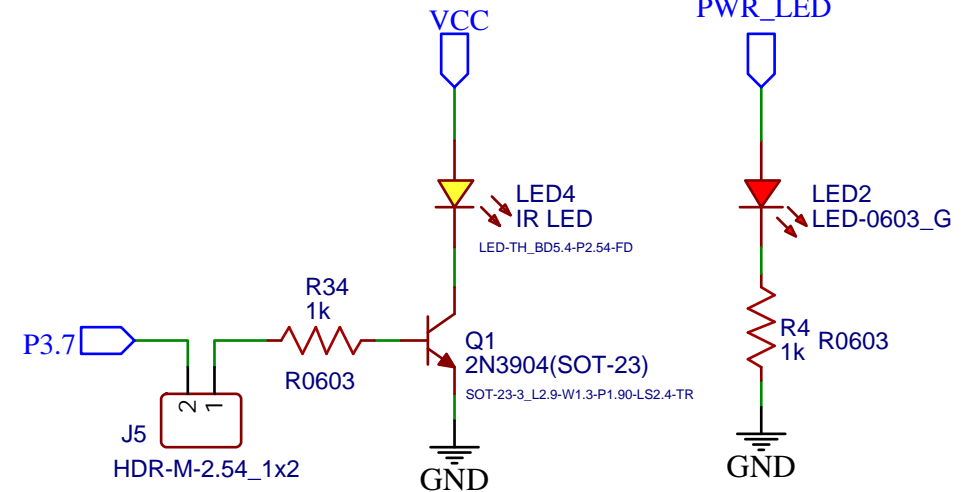 VCC
PWR_LED
LED4
IR LED
LED-TH_BD5.4-P2.54-FD
LED2
LED-0603_G
R34
1k
R0603
P3.7
2 1
J5
HDR-M-2.54_1x2
Q1
2N3904(SOT-23)
SOT-23-3_L2.9-W1.3-P1.90-LS2.4-TR
GND
R4
1k
R0603
GND